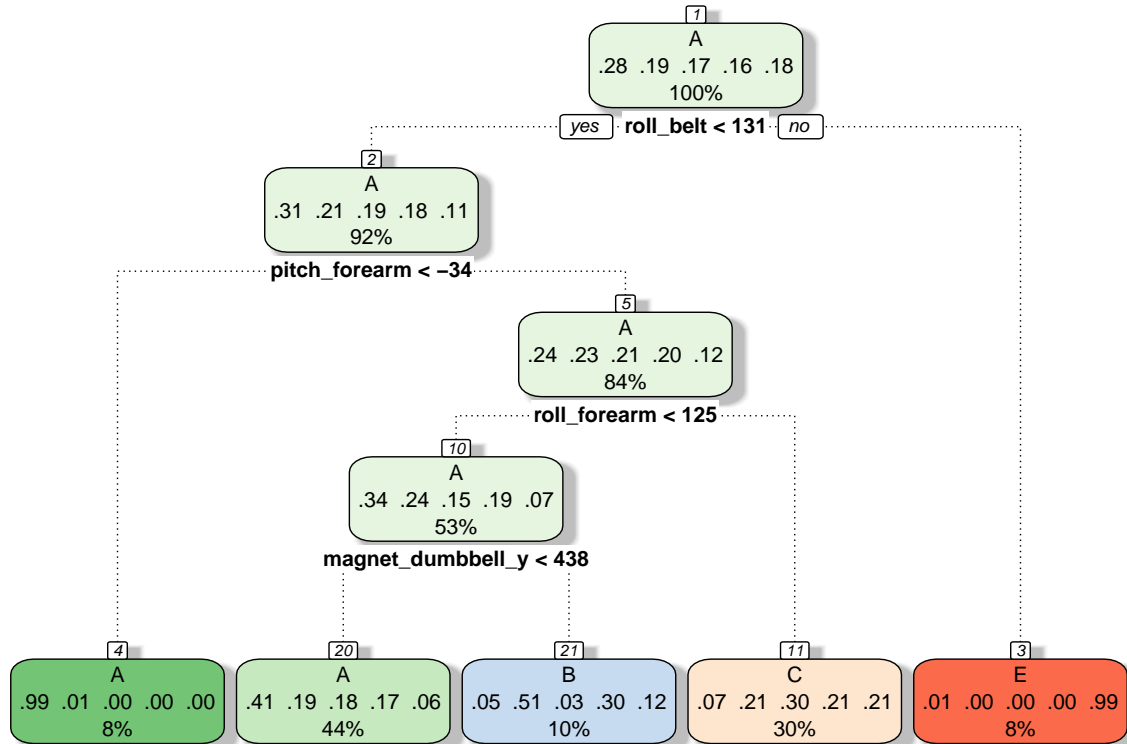 1
A
.28 .19 .17 .16 .18
100%
yes roll_belt < 131 no
2
A
.31 .21 .19 .18 .11
92%
pitch_forearm < −34
5
A
.24 .23 .21 .20 .12
84%
roll_forearm < 125
10
A
.34 .24 .15 .19 .07
53%
magnet_dumbbell_y < 438
4
A
.99 .01 .00 .00 .00
8%
20
A
.41 .19 .18 .17 .06
44%
21
B
.05 .51 .03 .30 .12
10%
11
C
.07 .21 .30 .21 .21
30%
3
E
.01 .00 .00 .00 .99
8%